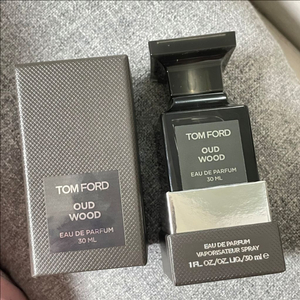 TOM FORD
OUD
WOOD
EAU DE PARFUM
30 ML
TOM FORD
OUD
WOOD
EAU DE PARFUM
30 ML
EAU DE PARFUM
VAPORISATEUR SPRAY
1 FL. OZ./OZ. LIQ./30 ml e